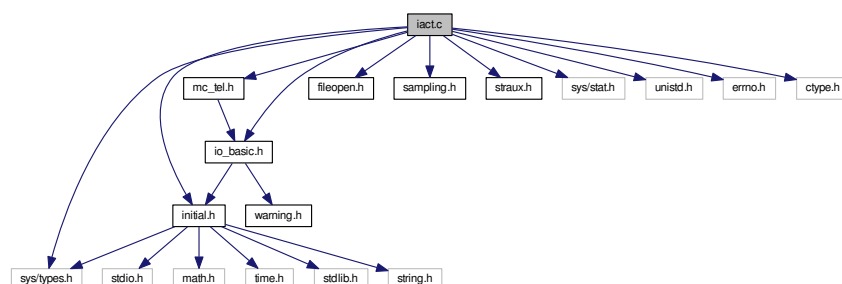 iact.c
mc_tel.h
fileopen.h
sampling.h
straux.h
sys/stat.h
unistd.h
errno.h
ctype.h
io_basic.h
initial.h
warning.h
sys/types.h
stdio.h
math.h
time.h
stdlib.h
string.h